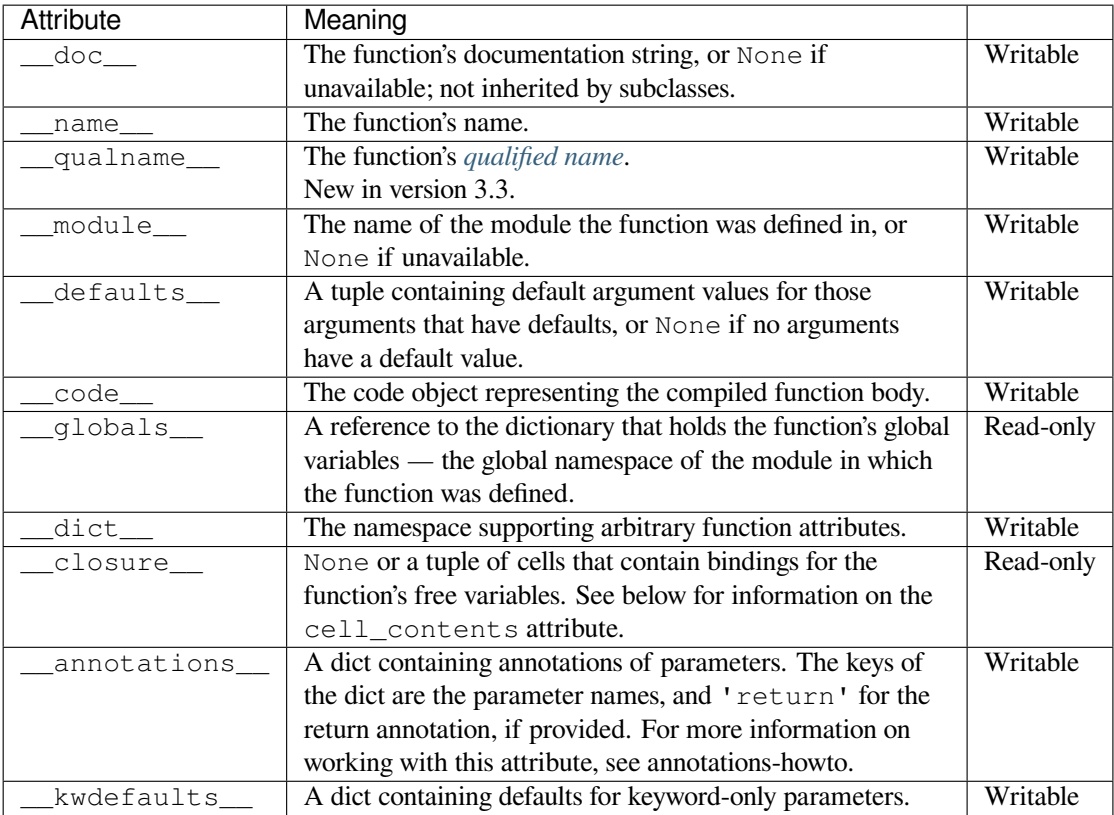 Attribute Meaning
__doc__ The function's documentation string, or None if Writable
unavailable; not inherited by subclasses.
__name__ The function's name. Writable
__qualname__ The function's qualified name. Writable
New in version 3.3.
__module__ The name of the module the function was defined in, or Writable
None if unavailable.
__defaults__ A tuple containing default argument values for those Writable
arguments that have defaults, or None if no arguments
have a default value.
__code__ The code object representing the compiled function body. Writable
__globals__ A reference to the dictionary that holds the function's global Read-only
variables — the global namespace of the module in which
the function was defined.
__dict__ The namespace supporting arbitrary function attributes. Writable
__closure__ None or a tuple of cells that contain bindings for the Read-only
function's free variables. See below for information on the
cell_contents attribute.
__annotations__ A dict containing annotations of parameters. The keys of Writable
the dict are the parameter names, and 'return' for the
return annotation, if provided. For more information on
working with this attribute, see annotations-howto.
__kwdefaults__ A dict containing defaults for keyword-only parameters. Writable